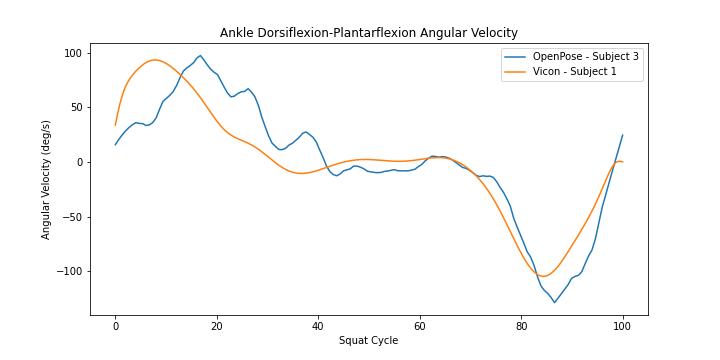 Ankle Dorsiflexion-Plantarflexion Angular Velocity
OpenPose - Subject 3
Vicon - Subject 1
Angular Velocity (deg/s)
100
50
0
−50
−100
0
20
40
60
80
100
Squat Cycle